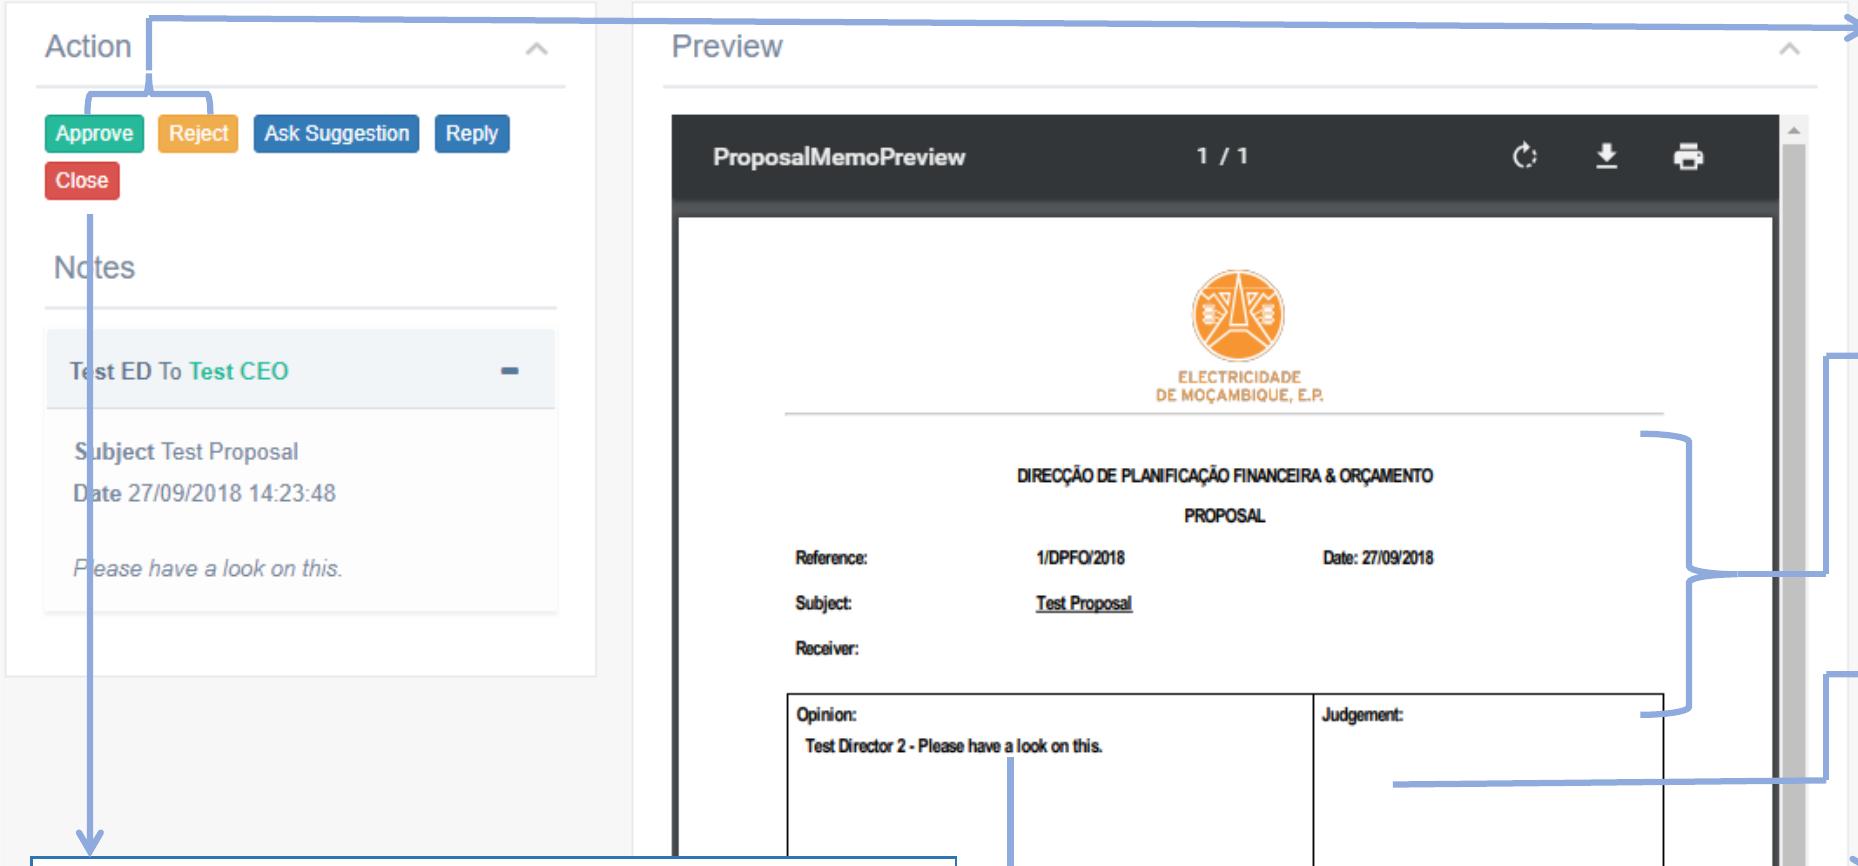 Action
Approve Reject Ask Suggestion Reply
Close
Notes
Test ED To Test CEO
Subject Test Proposal
Date 27/09/2018 14:23:48
Please have a look on this.
Preview
ProposalMemoPreview 1 / 1
ELECTRICIDADE
DE MOÇAMBIQUE, E.P.
DIRECÇÃO DE PLANIFICAÇÃO FINANCEIRA & ORÇAMENTO
PROPOSAL
Reference: 1/DPFO/2018 Date: 27/09/2018
Subject: Test Proposal
Receiver:
Opinion: Judgement:
Test Director 2 - Please have a look on this.